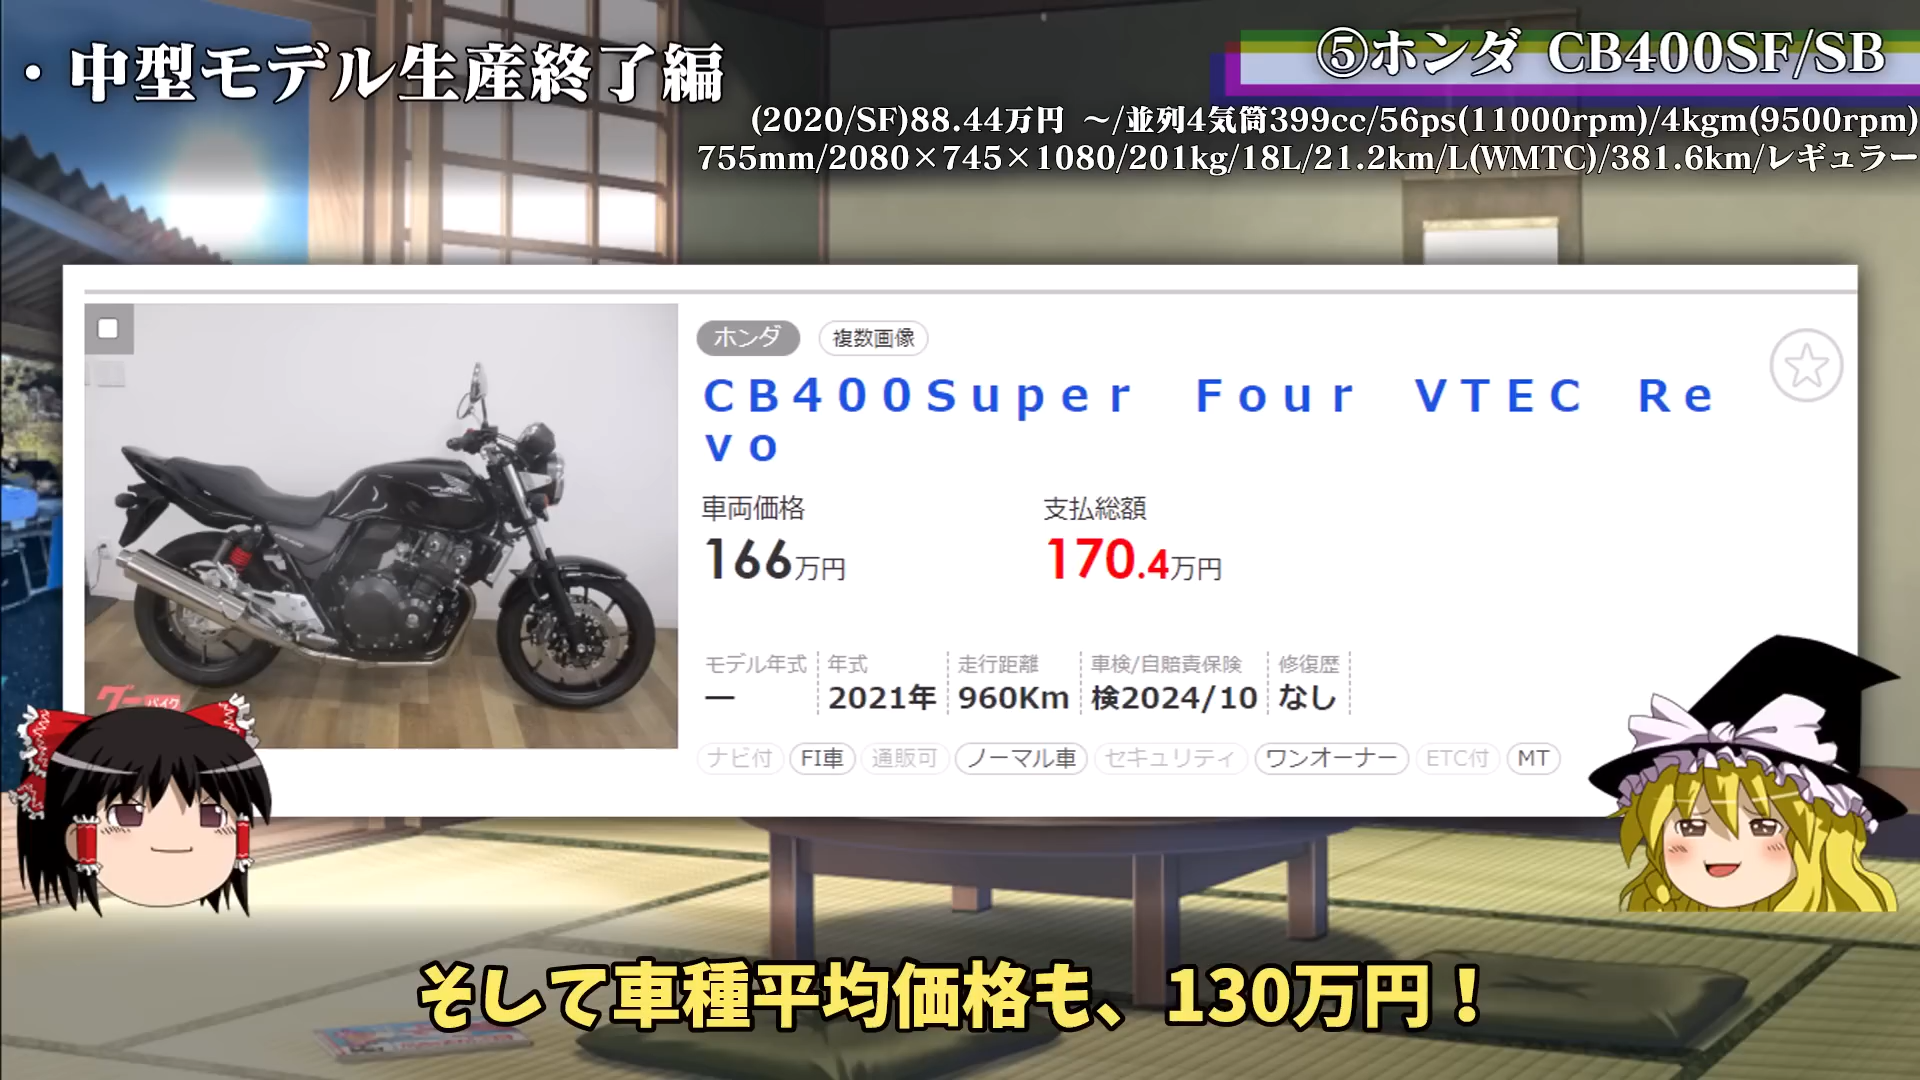 ・中型モデル生産終了編
⑤ホンダ CB400SF/SB
(2020/SF)88.44万円 ～/並列4気筒399cc/56ps(11000rpm)/4kgm(9500rpm)
755mm/2080×745×1080/201kg/18L/21.2km/L(WMTC)/381.6km/レギュラー
ホンダ 複数画像
ＣＢ４００Ｓｕｐｅｒ　Ｆｏｕｒ　ＶＴＥＣ　Ｒｅ
ｖｏ
車両価格 支払総額
166万円 170.4万円
モデル年式 年式 走行距離 車検/自賠責保険 修復歴
― 2021年 960Km 検2024/10 なし
グーバイク
ナビ付 FI車 通販可 ノーマル車 セキュリティ ワンオーナー ETC付 MT
そして車種平均価格も、130万円！